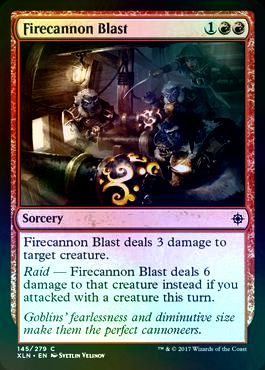 Firecannon Blast 1
Sorcery
Firecannon Blast deals 3 damage to
target creature.
Raid — Firecannon Blast deals 6
damage to that creature instead if you
attacked with a creature this turn.
Goblins’ fearlessness and diminutive size
make them the perfect cannoneers.
145/279 C
XLN • EN Svetlin Velinov
™ & © 2017 Wizards of the Coast